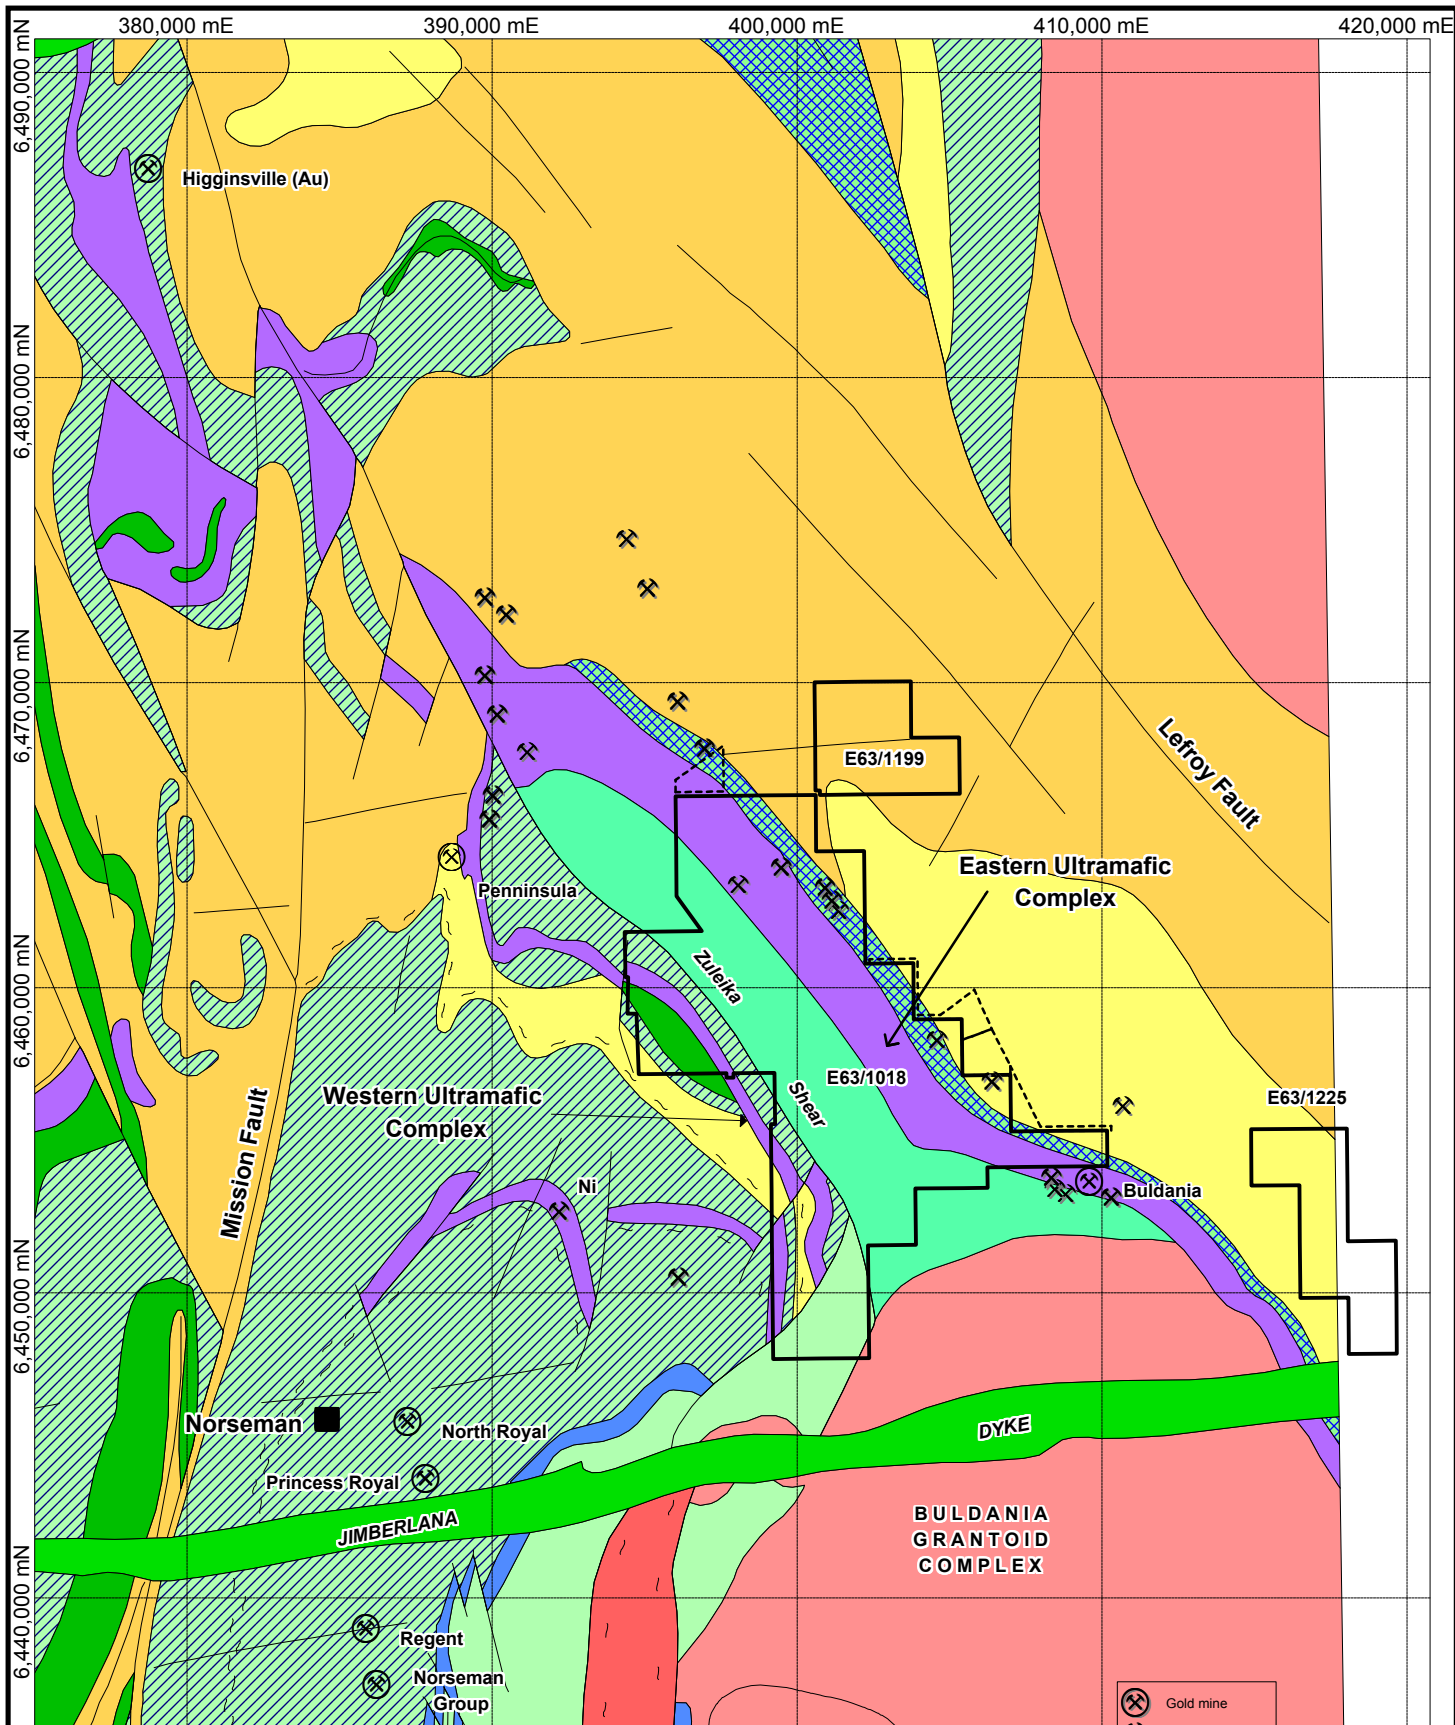 380,000 mE
390,000 mE
400,000 mE
410,000 mE
420,000 mE
6,490,000 mN
6,480,000 mN
6,470,000 mN
6,460,000 mN
6,450,000 mN
6,440,000 mN
Higginsville (Au)
Lefroy Fault
E63/1199
Eastern Ultramafic
Complex
Penninsula
Zuleika
Shear
E63/1018
E63/1225
Western Ultramafic
Complex
Mission Fault
Ni
Buldania
Norseman
North Royal
Princess Royal
JIMBERLANA
DYKE
BULDANIA
GRANTOID
COMPLEX
Regent
Norseman
Group
Gold mine